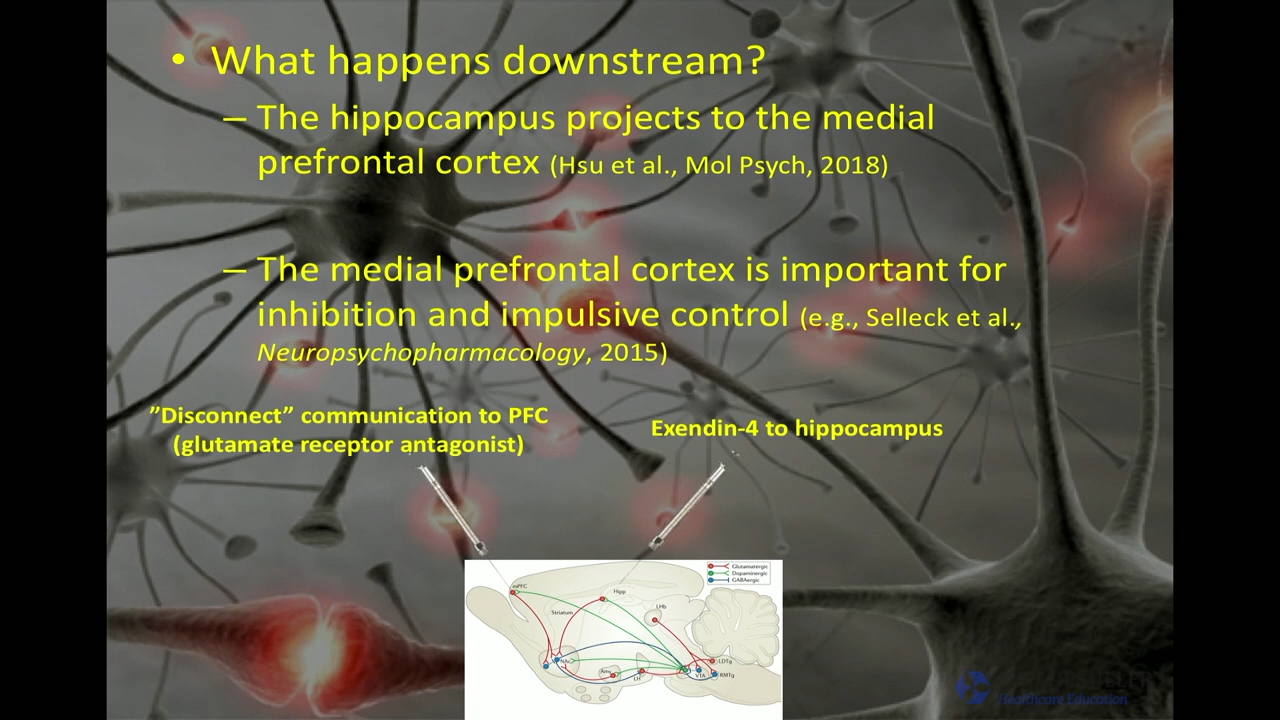 • What happens downstream?
– The hippocampus projects to the medial
prefrontal cortex (Hsu et al., Mol Psych, 2018)
– The medial prefrontal cortex is important for
inhibition and impulsive control (e.g., Selleck et al.,
Neuropsychopharmacology, 2015)
”Disconnect” communication to PFC
(glutamate receptor antagonist)
Exendin-4 to hippocampus
Glutamatergic
Dopaminergic
GABAergic
mPFC
Hipp
Striatum
LHb
NAc
Amy
LH
VTA
LDTg
RMTg
Healthcare Education